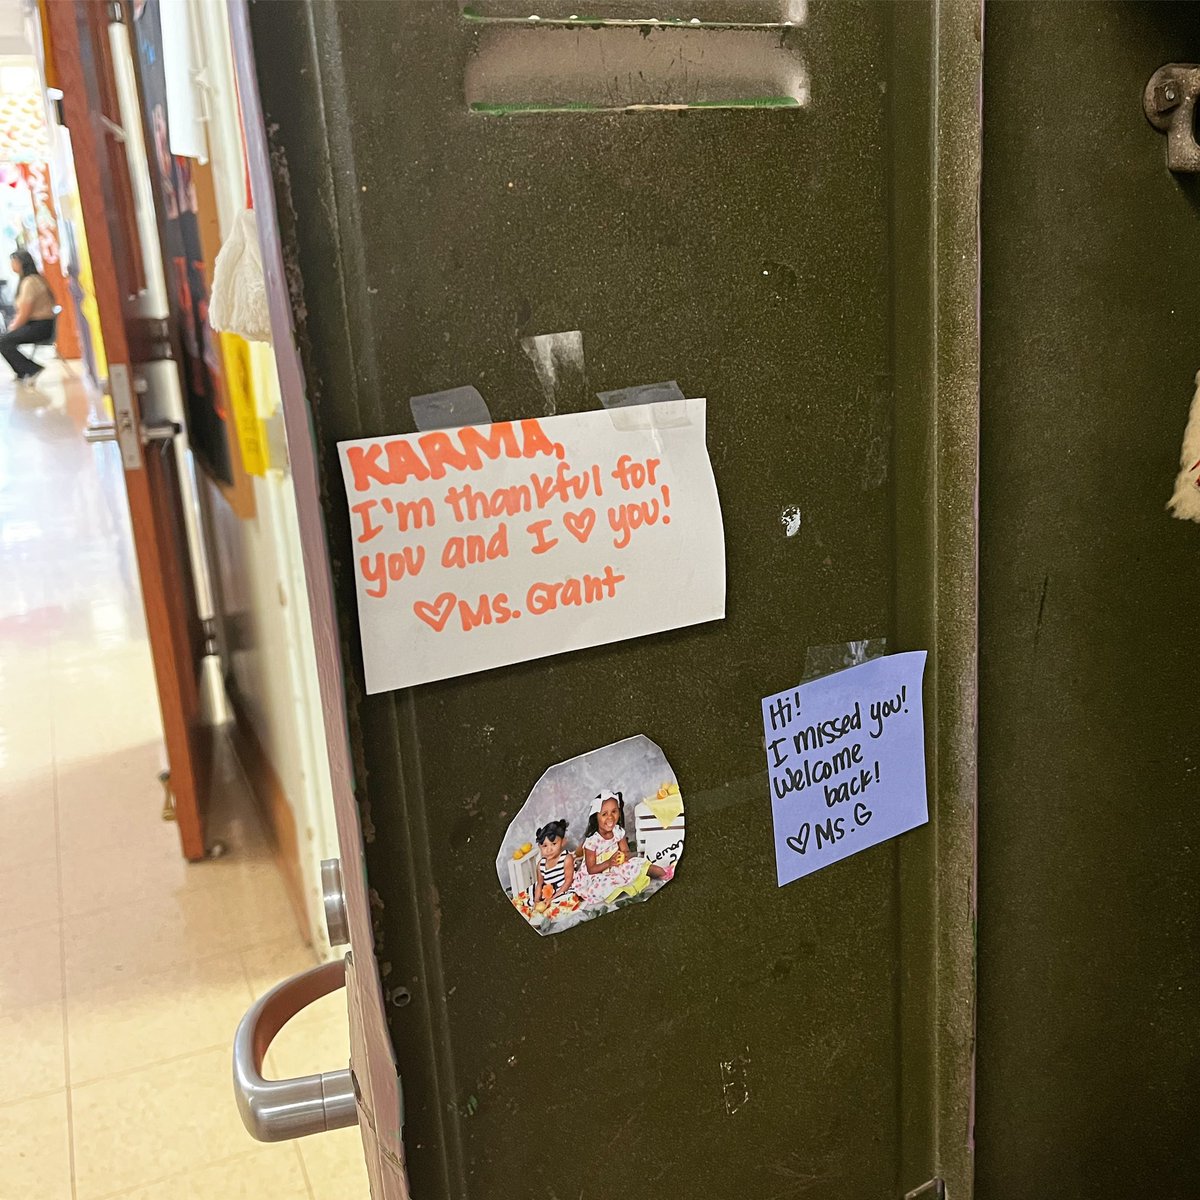 KARMA,
I'm thankful for
you and I ♡ you!
♡ Ms. Grant
Hi!
I missed you!
Welcome
back!
♡ Ms. G
Lemon